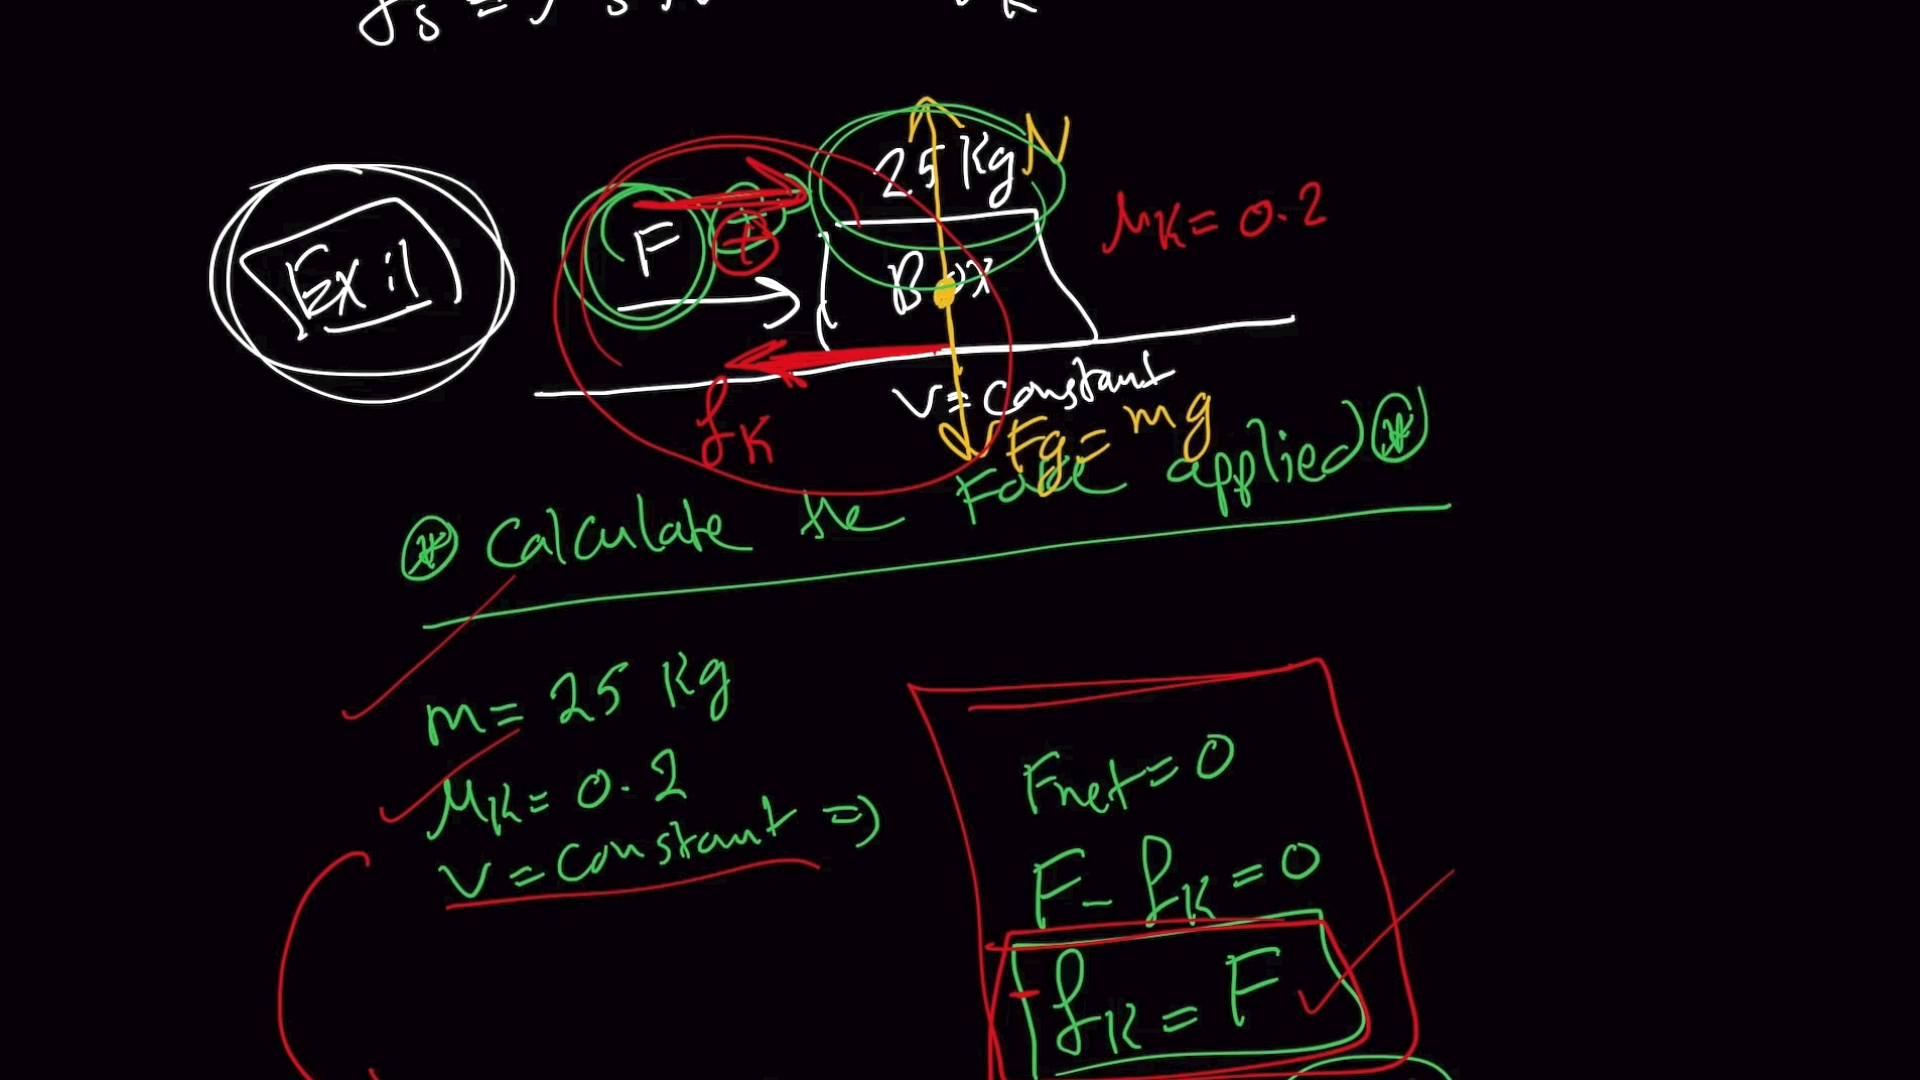 25 Kg N
μK = 0.2
F +
Ex:1
Box
V = Constant
fK
Fg = mg
* Calculate the Force applied *
m = 25 Kg
μK = 0.2
V = Constant =>
Fnet = 0
F - fK = 0
fK = F